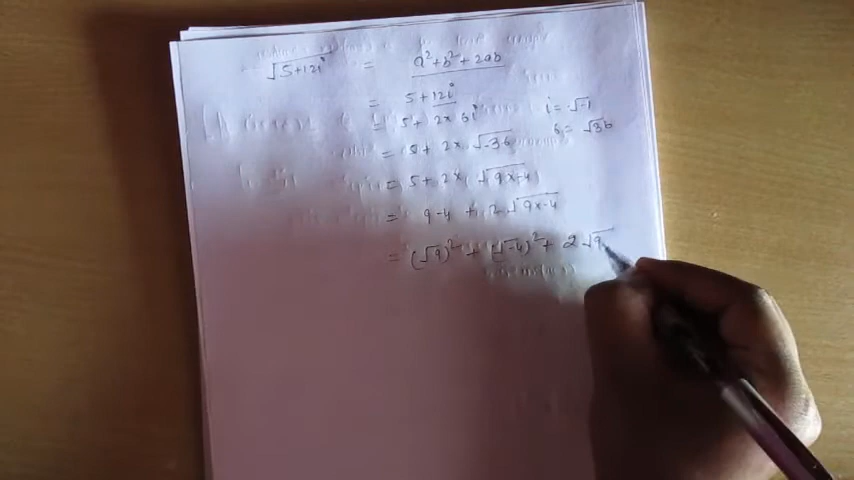 √5+12i = a²+b²+2ab
= 5+12i
= 5+2×6i i=√-1
= 5+2×√-36 6=√36
= 5+2×(√9×-4)
= 9-4+2√9×-4
= (√9)²+(√-4)²+2√9